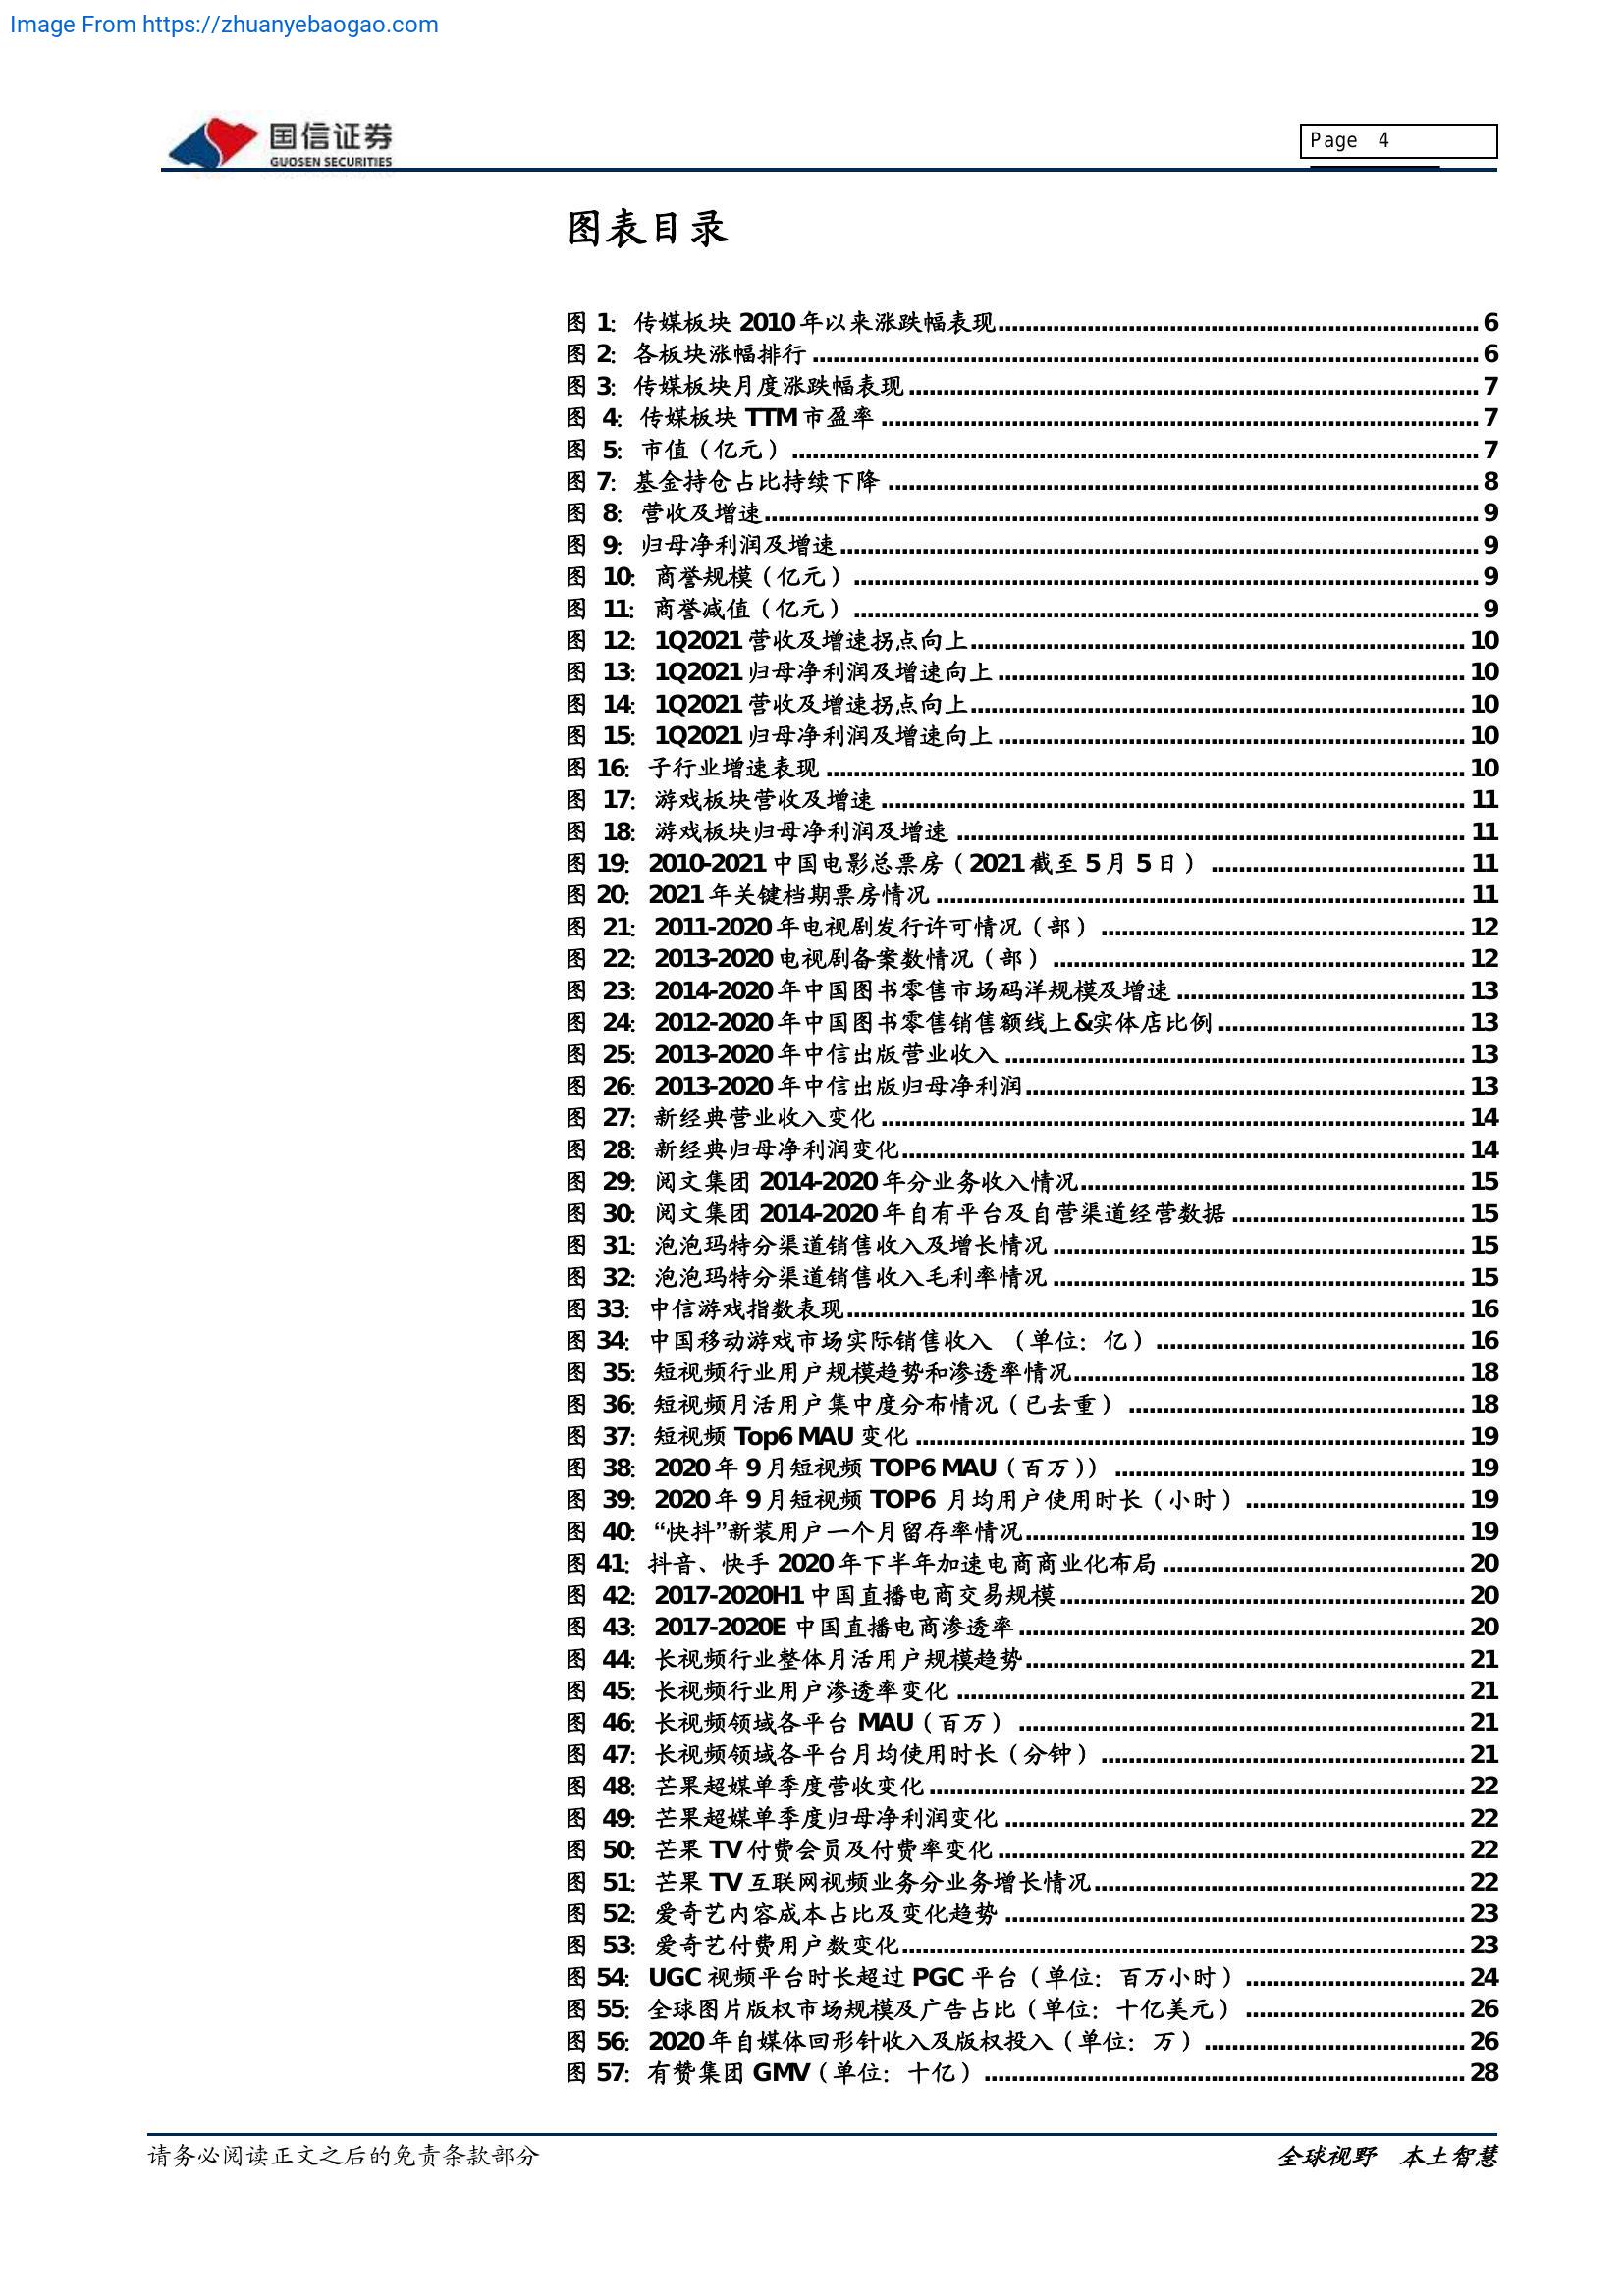 Image From https://zhuanyebaogao.com
国信证券
GUOSEN SECURITIES
Page 4
图表目录
图 1: 传媒板块 2010 年以来涨跌幅表现 6
图 2: 各板块涨幅排行 6
图 3: 传媒板块月度涨跌幅表现 7
图 4: 传媒板块 TTM 市盈率 7
图 5: 市值（亿元） 7
图 7: 基金持仓占比持续下降 8
图 8: 营收及增速 9
图 9: 归母净利润及增速 9
图 10: 商誉规模（亿元） 9
图 11: 商誉减值（亿元） 9
图 12: 1Q2021 营收及增速拐点向上 10
图 13: 1Q2021 归母净利润及增速向上 10
图 14: 1Q2021 营收及增速拐点向上 10
图 15: 1Q2021 归母净利润及增速向上 10
图 16: 子行业增速表现 10
图 17: 游戏板块营收及增速 11
图 18: 游戏板块归母净利润及增速 11
图 19: 2010-2021 中国电影总票房（2021 截至 5 月 5 日） 11
图 20: 2021 年关键档期票房情况 11
图 21: 2011-2020 年电视剧发行许可情况（部） 12
图 22: 2013-2020 电视剧备案数情况（部） 12
图 23: 2014-2020 年中国图书零售市场码洋规模及增速 13
图 24: 2012-2020 年中国图书零售销售额线上&实体店比例 13
图 25: 2013-2020 年中信出版营业收入 13
图 26: 2013-2020 年中信出版归母净利润 13
图 27: 新经典营业收入变化 14
图 28: 新经典归母净利润变化 14
图 29: 阅文集团 2014-2020 年分业务收入情况 15
图 30: 阅文集团 2014-2020 年自有平台及自营渠道经营数据 15
图 31: 泡泡玛特分渠道销售收入及增长情况 15
图 32: 泡泡玛特分渠道销售收入毛利率情况 15
图 33: 中信游戏指数表现 16
图 34: 中国移动游戏市场实际销售收入 （单位：亿） 16
图 35: 短视频行业用户规模趋势和渗透率情况 18
图 36: 短视频月活用户集中度分布情况（已去重） 18
图 37: 短视频 Top6 MAU 变化 19
图 38: 2020 年 9 月短视频 TOP6 MAU（百万)） 19
图 39: 2020 年 9 月短视频 TOP6 月均用户使用时长（小时） 19
图 40: “快抖”新装用户一个月留存率情况 19
图 41: 抖音、快手 2020 年下半年加速电商商业化布局 20
图 42: 2017-2020H1 中国直播电商交易规模 20
图 43: 2017-2020E 中国直播电商渗透率 20
图 44: 长视频行业整体月活用户规模趋势 21
图 45: 长视频行业用户渗透率变化 21
图 46: 长视频领域各平台 MAU（百万） 21
图 47: 长视频领域各平台月均使用时长（分钟） 21
图 48: 芒果超媒单季度营收变化 22
图 49: 芒果超媒单季度归母净利润变化 22
图 50: 芒果 TV 付费会员及付费率变化 22
图 51: 芒果 TV 互联网视频业务分业务增长情况 22
图 52: 爱奇艺内容成本占比及变化趋势 23
图 53: 爱奇艺付费用户数变化 23
图 54: UGC 视频平台时长超过 PGC 平台（单位：百万小时） 24
图 55: 全球图片版权市场规模及广告占比（单位：十亿美元） 26
图 56: 2020 年自媒体回形针收入及版权投入（单位：万） 26
图 57: 有赞集团 GMV（单位：十亿） 28
请务必阅读正文之后的免责条款部分
全球视野 本土智慧